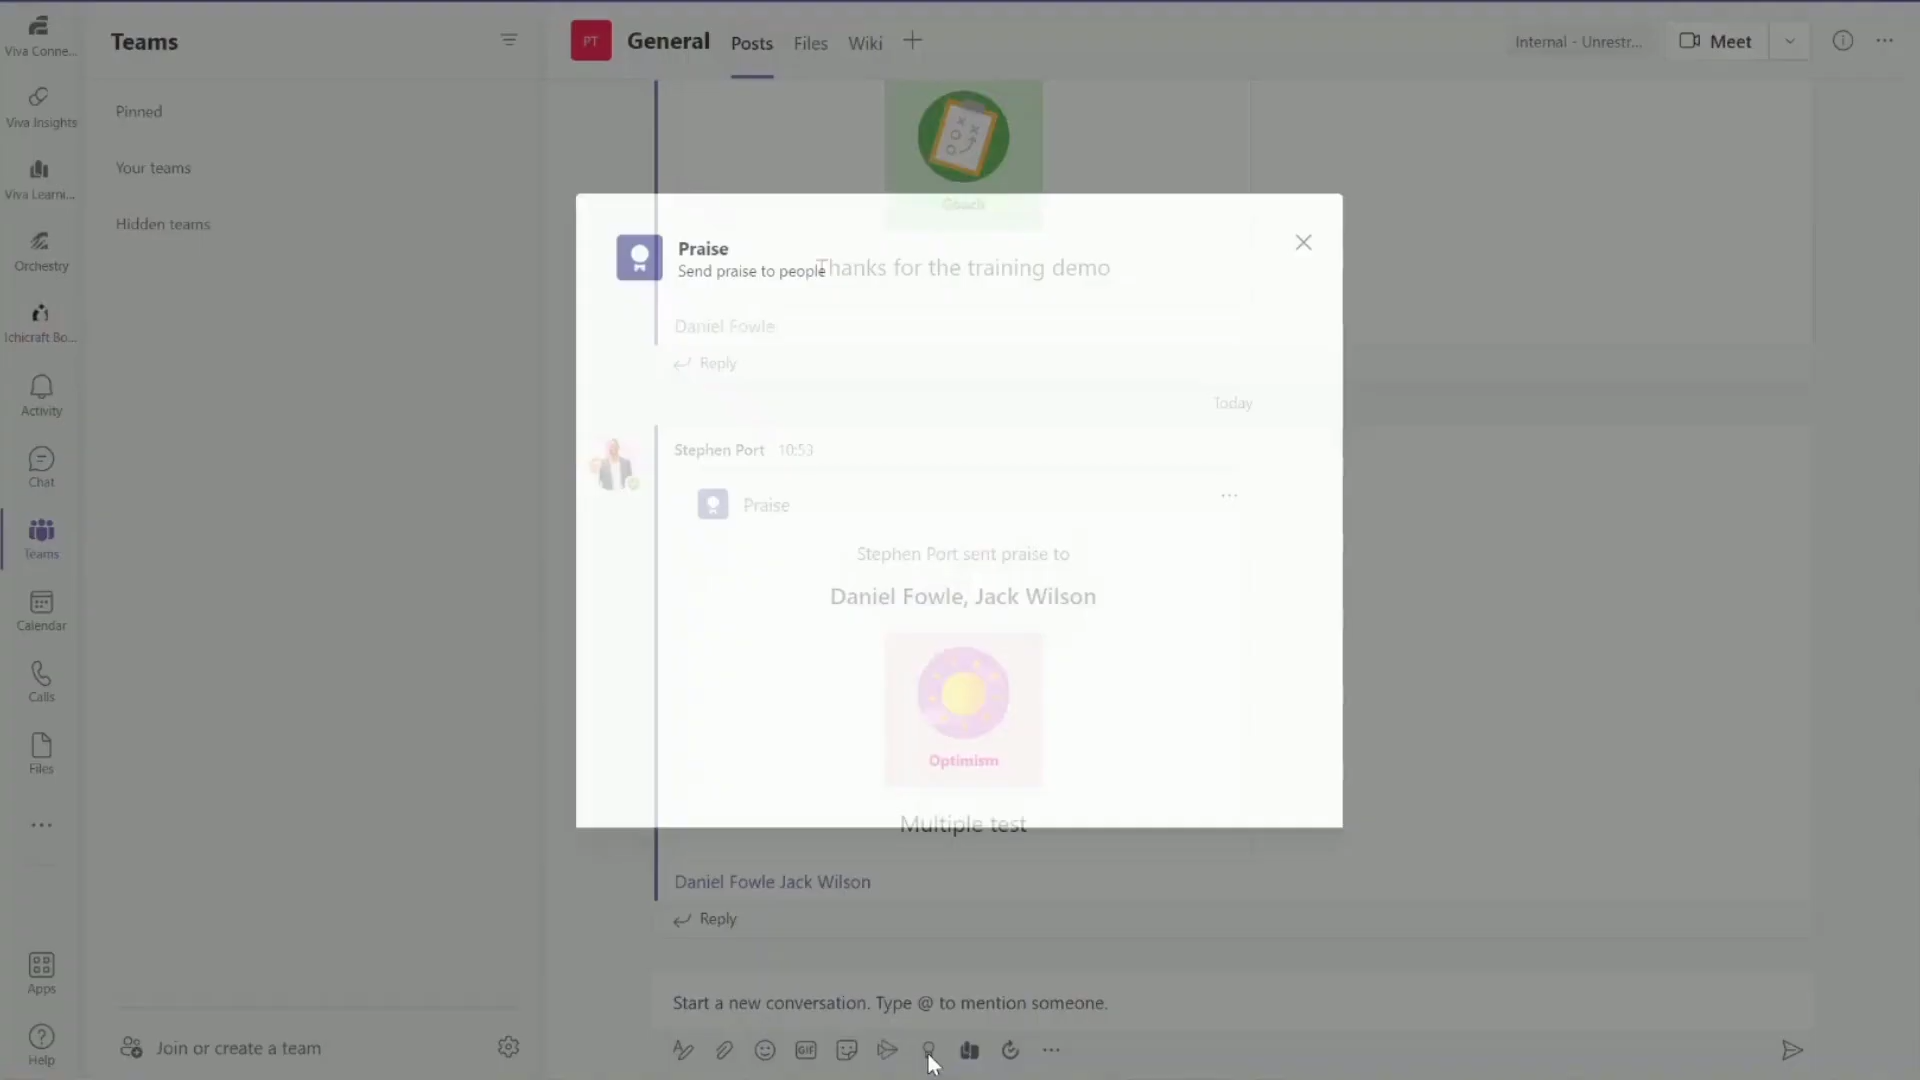 Viva Conne...
Viva Insights
Viva Learni...
Orchestry
Ichicraft Bo...
Activity
Chat
Teams
Calendar
Calls
Files
...
Apps
Help
Teams
Pinned
Your teams
Hidden teams
Join or create a team
PT
General
Posts
Files
Wiki
Internal - Unrestr...
Meet
Coach
Praise
Send praise to people
Thanks for the training demo
Daniel Fowle
Reply
Today
Stephen Port 10:53
Praise
Stephen Port sent praise to
Daniel Fowle, Jack Wilson
Optimism
Multiple test
Daniel Fowle Jack Wilson
Reply
Start a new conversation. Type @ to mention someone.
GIF